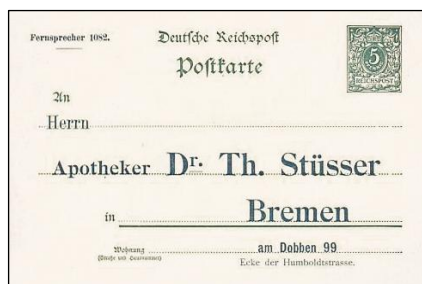 Fernsprecher 1082.
Deutsche Reichspost
Postkarte
5
REICHSPOST
An
Herrn
Apotheker Dr. Th. Stüsser
in Bremen
Wohnung am Dobben 99
(Straße und Hausnummer)
Ecke der Humboldtstrasse.